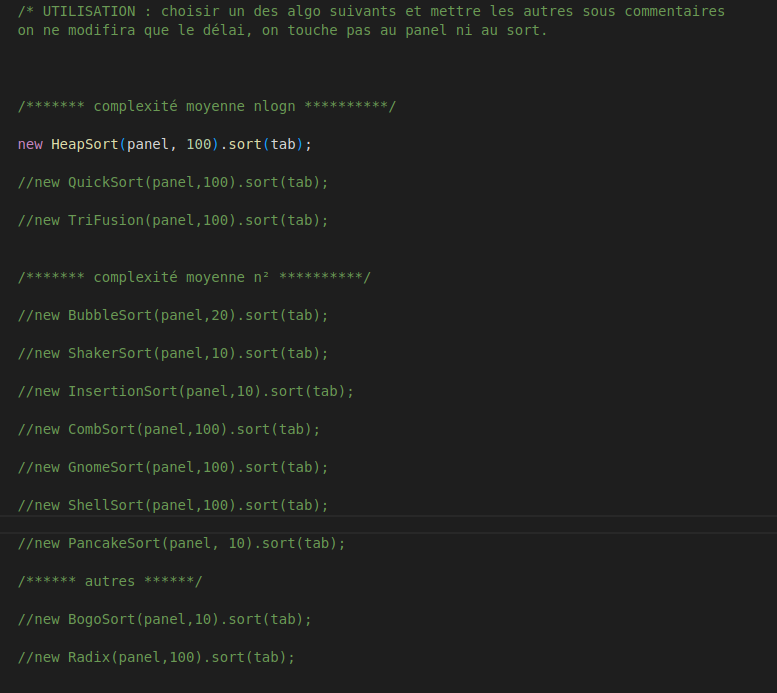 /* UTILISATION : choisir un des algo suivants et mettre les autres sous commentaires
on ne modifira que le délai, on touche pas au panel ni au sort.
/******* complexité moyenne nlogn **********/
new HeapSort(panel, 100).sort(tab);
//new QuickSort(panel,100).sort(tab);
//new TriFusion(panel,100).sort(tab);
/******* complexité moyenne n² **********/
//new BubbleSort(panel,20).sort(tab);
//new ShakerSort(panel,10).sort(tab);
//new InsertionSort(panel,10).sort(tab);
//new CombSort(panel,100).sort(tab);
//new GnomeSort(panel,100).sort(tab);
//new ShellSort(panel,100).sort(tab);
//new PancakeSort(panel, 10).sort(tab);
/****** autres ******/
//new BogoSort(panel,10).sort(tab);
//new Radix(panel,100).sort(tab);